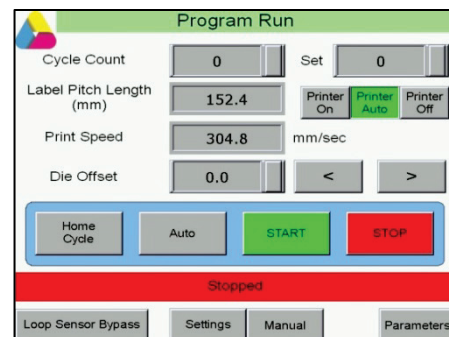 Program Run
Cycle Count 0 Set 0
Label Pitch Length
(mm) 152.4
Printer On Printer Auto Printer Off
Print Speed 304.8 mm/sec
Die Offset 0.0 < >
Home Cycle Auto START STOP
Stopped
Loop Sensor Bypass Settings Manual Parameters